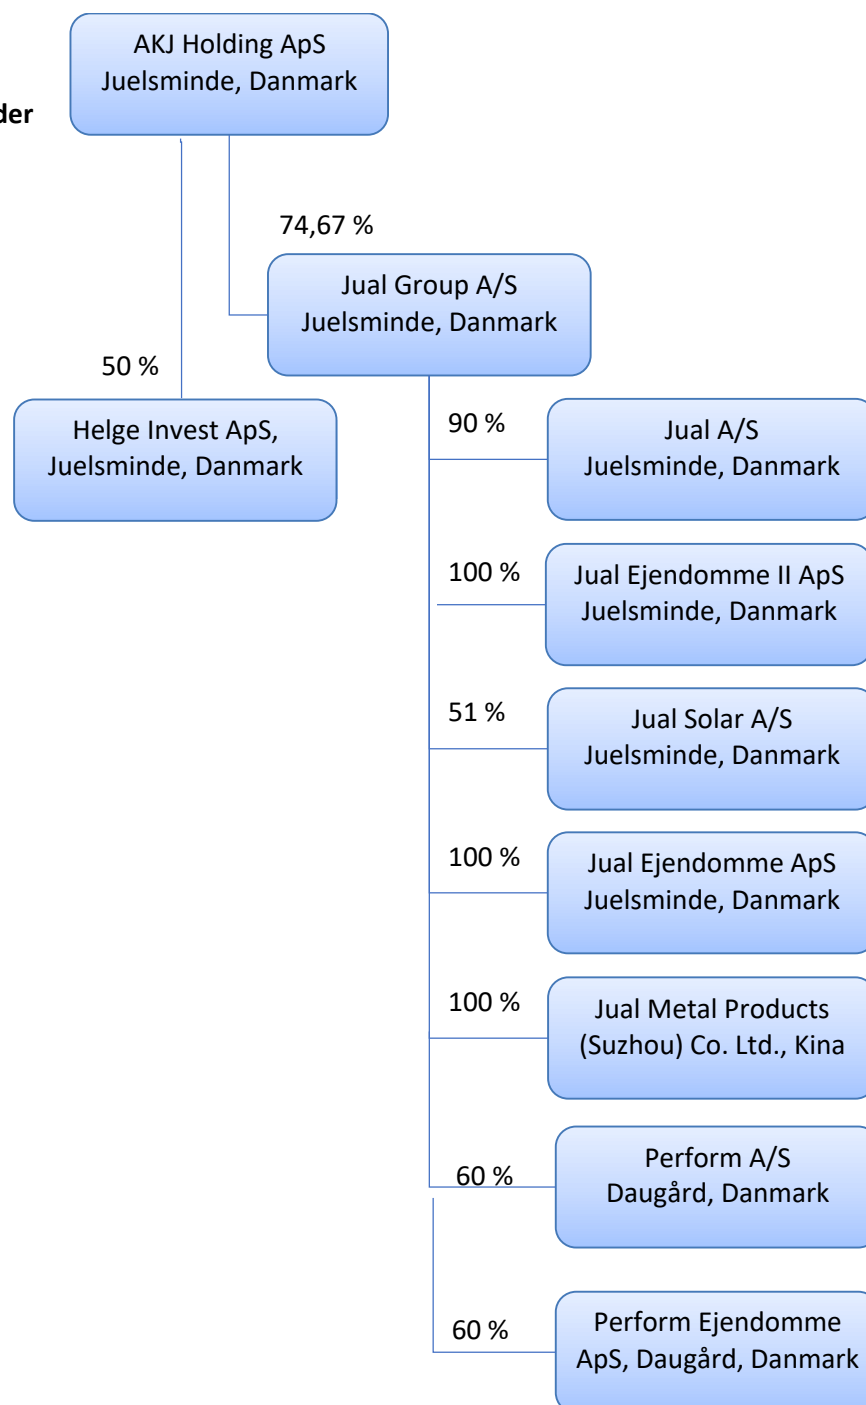 AKJ Holding ApS
Juelsminde, Danmark
der
74,67 %
Jual Group A/S
Juelsminde, Danmark
50 %
Helge Invest ApS,
Juelsminde, Danmark
90 %
Jual A/S
Juelsminde, Danmark
100 %
Jual Ejendomme II ApS
Juelsminde, Danmark
51 %
Jual Solar A/S
Juelsminde, Danmark
100 %
Jual Ejendomme ApS
Juelsminde, Danmark
100 %
Jual Metal Products
(Suzhou) Co. Ltd., Kina
60 %
Perform A/S
Daugård, Danmark
60 %
Perform Ejendomme
ApS, Daugård, Danmark